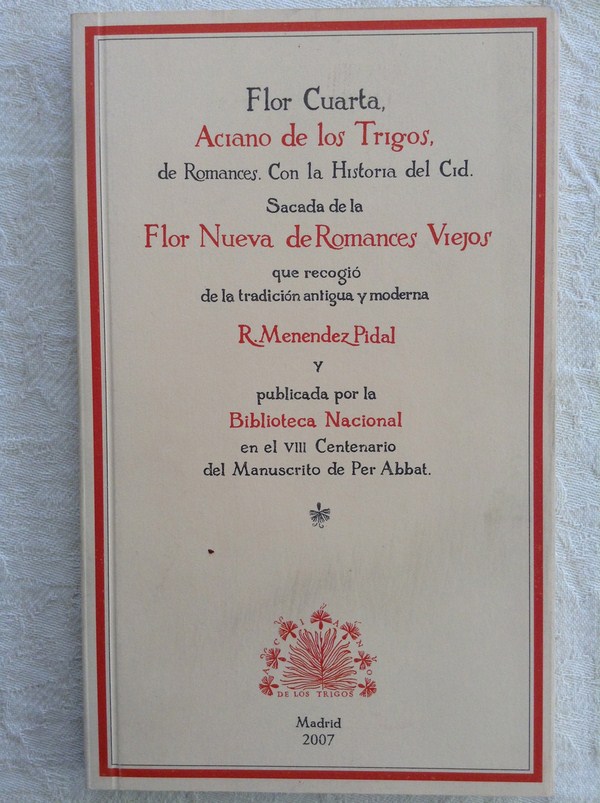 Flor Cuarta,
Aciano de los Trigos,
de Romances. Con la Historia del Cid.
Sacada de la
Flor Nueva de Romances Viejos
que recogió
de la tradición antigua y moderna
R. Menendez Pidal
y
publicada por la
Biblioteca Nacional
en el VIII Centenario
del Manuscrito de Per Abbat.
DE LOS TRIGOS
Madrid
2007